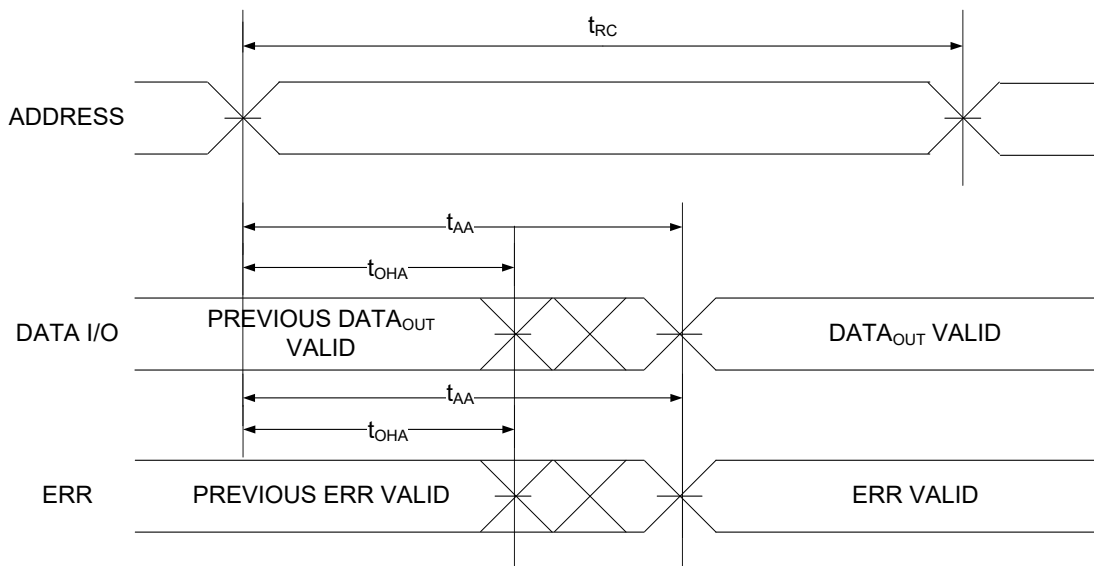 tRC
ADDRESS
tAA
tOHA
DATA I/O
PREVIOUS DATAOUT
VALID
DATAOUT VALID
tAA
tOHA
ERR
PREVIOUS ERR VALID
ERR VALID